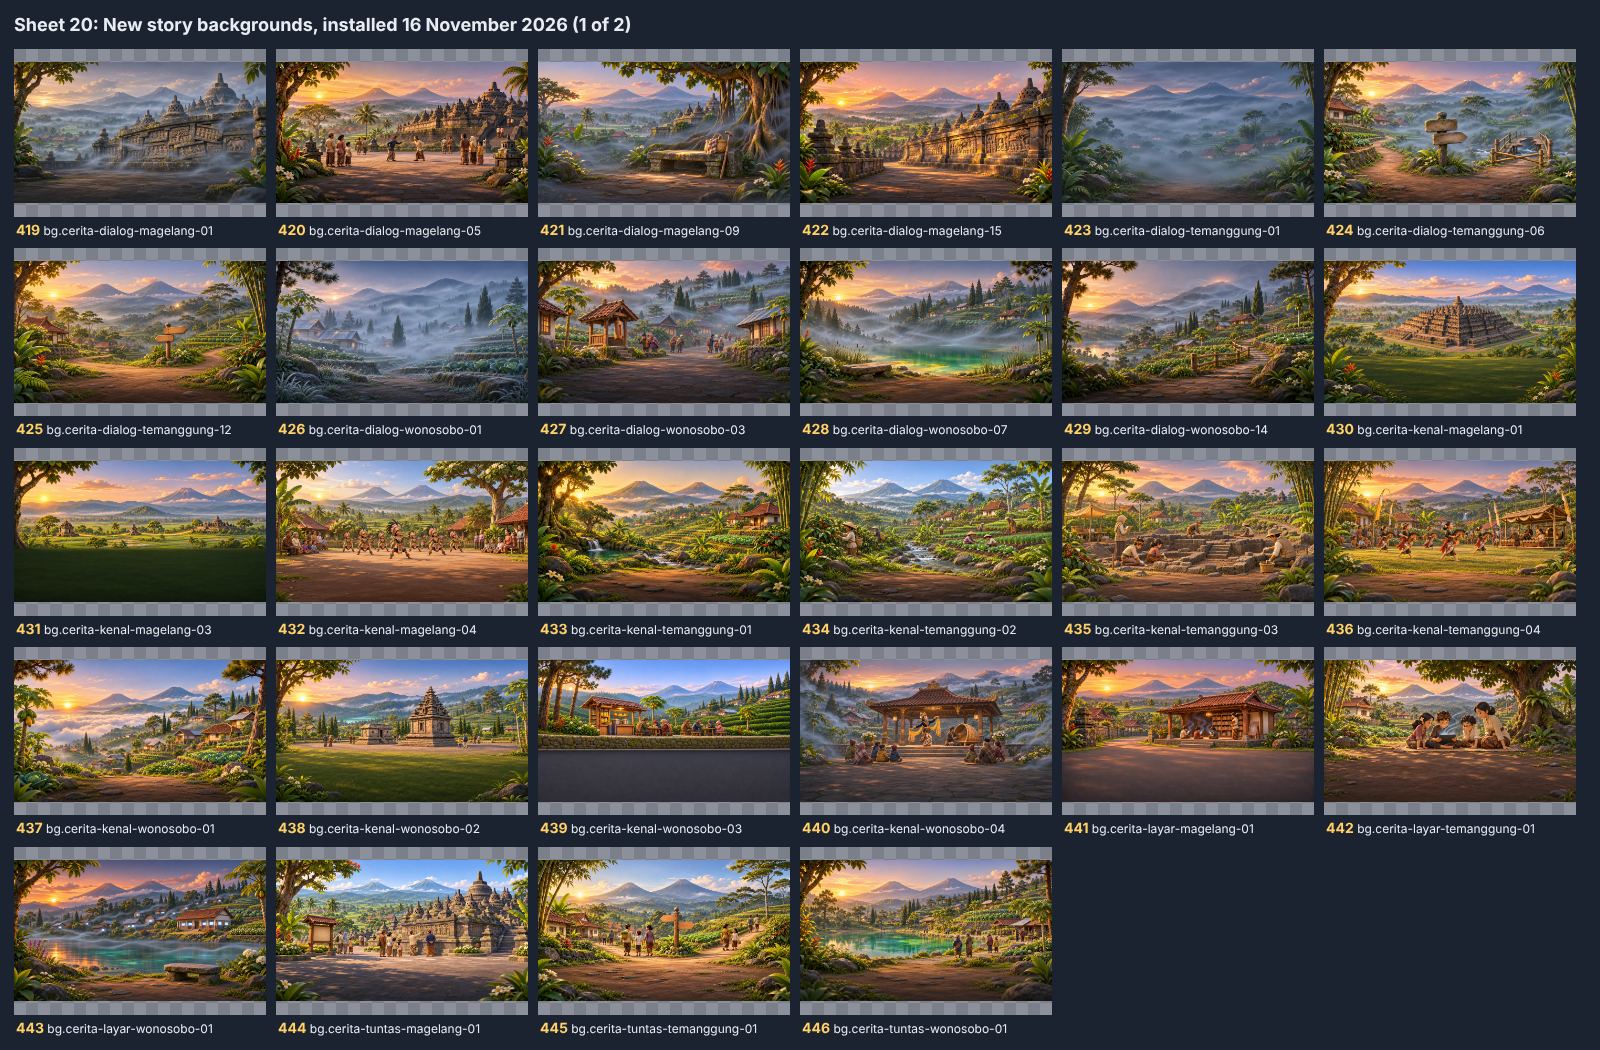 Sheet 20: New story backgrounds, installed 16 November 2026 (1 of 2)
419 bg.cerita-dialog-magelang-01
420 bg.cerita-dialog-magelang-05
421 bg.cerita-dialog-magelang-09
422 bg.cerita-dialog-magelang-15
423 bg.cerita-dialog-temanggung-01
424 bg.cerita-dialog-temanggung-06
425 bg.cerita-dialog-temanggung-12
426 bg.cerita-dialog-wonosobo-01
427 bg.cerita-dialog-wonosobo-03
428 bg.cerita-dialog-wonosobo-07
429 bg.cerita-dialog-wonosobo-14
430 bg.cerita-kenal-magelang-01
431 bg.cerita-kenal-magelang-03
432 bg.cerita-kenal-magelang-04
433 bg.cerita-kenal-temanggung-01
434 bg.cerita-kenal-temanggung-02
435 bg.cerita-kenal-temanggung-03
436 bg.cerita-kenal-temanggung-04
437 bg.cerita-kenal-wonosobo-01
438 bg.cerita-kenal-wonosobo-02
439 bg.cerita-kenal-wonosobo-03
440 bg.cerita-kenal-wonosobo-04
441 bg.cerita-layar-magelang-01
442 bg.cerita-layar-temanggung-01
443 bg.cerita-layar-wonosobo-01
444 bg.cerita-tuntas-magelang-01
445 bg.cerita-tuntas-temanggung-01
446 bg.cerita-tuntas-wonosobo-01